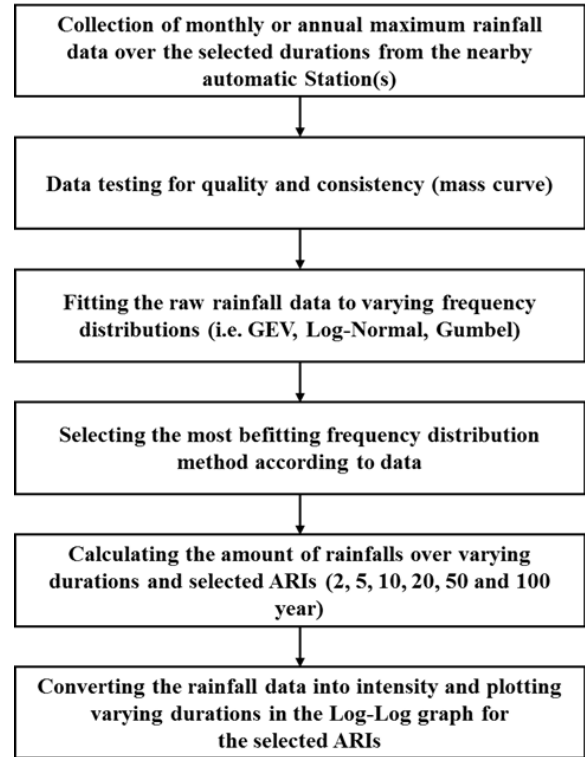 Collection of monthly or annual maximum rainfall
data over the selected durations from the nearby
automatic Station(s)
Data testing for quality and consistency (mass curve)
Fitting the raw rainfall data to varying frequency
distributions (i.e. GEV, Log-Normal, Gumbel)
Selecting the most befitting frequency distribution
method according to data
Calculating the amount of rainfalls over varying
durations and selected ARIs (2, 5, 10, 20, 50 and 100
year)
Converting the rainfall data into intensity and plotting
varying durations in the Log-Log graph for
the selected ARIs